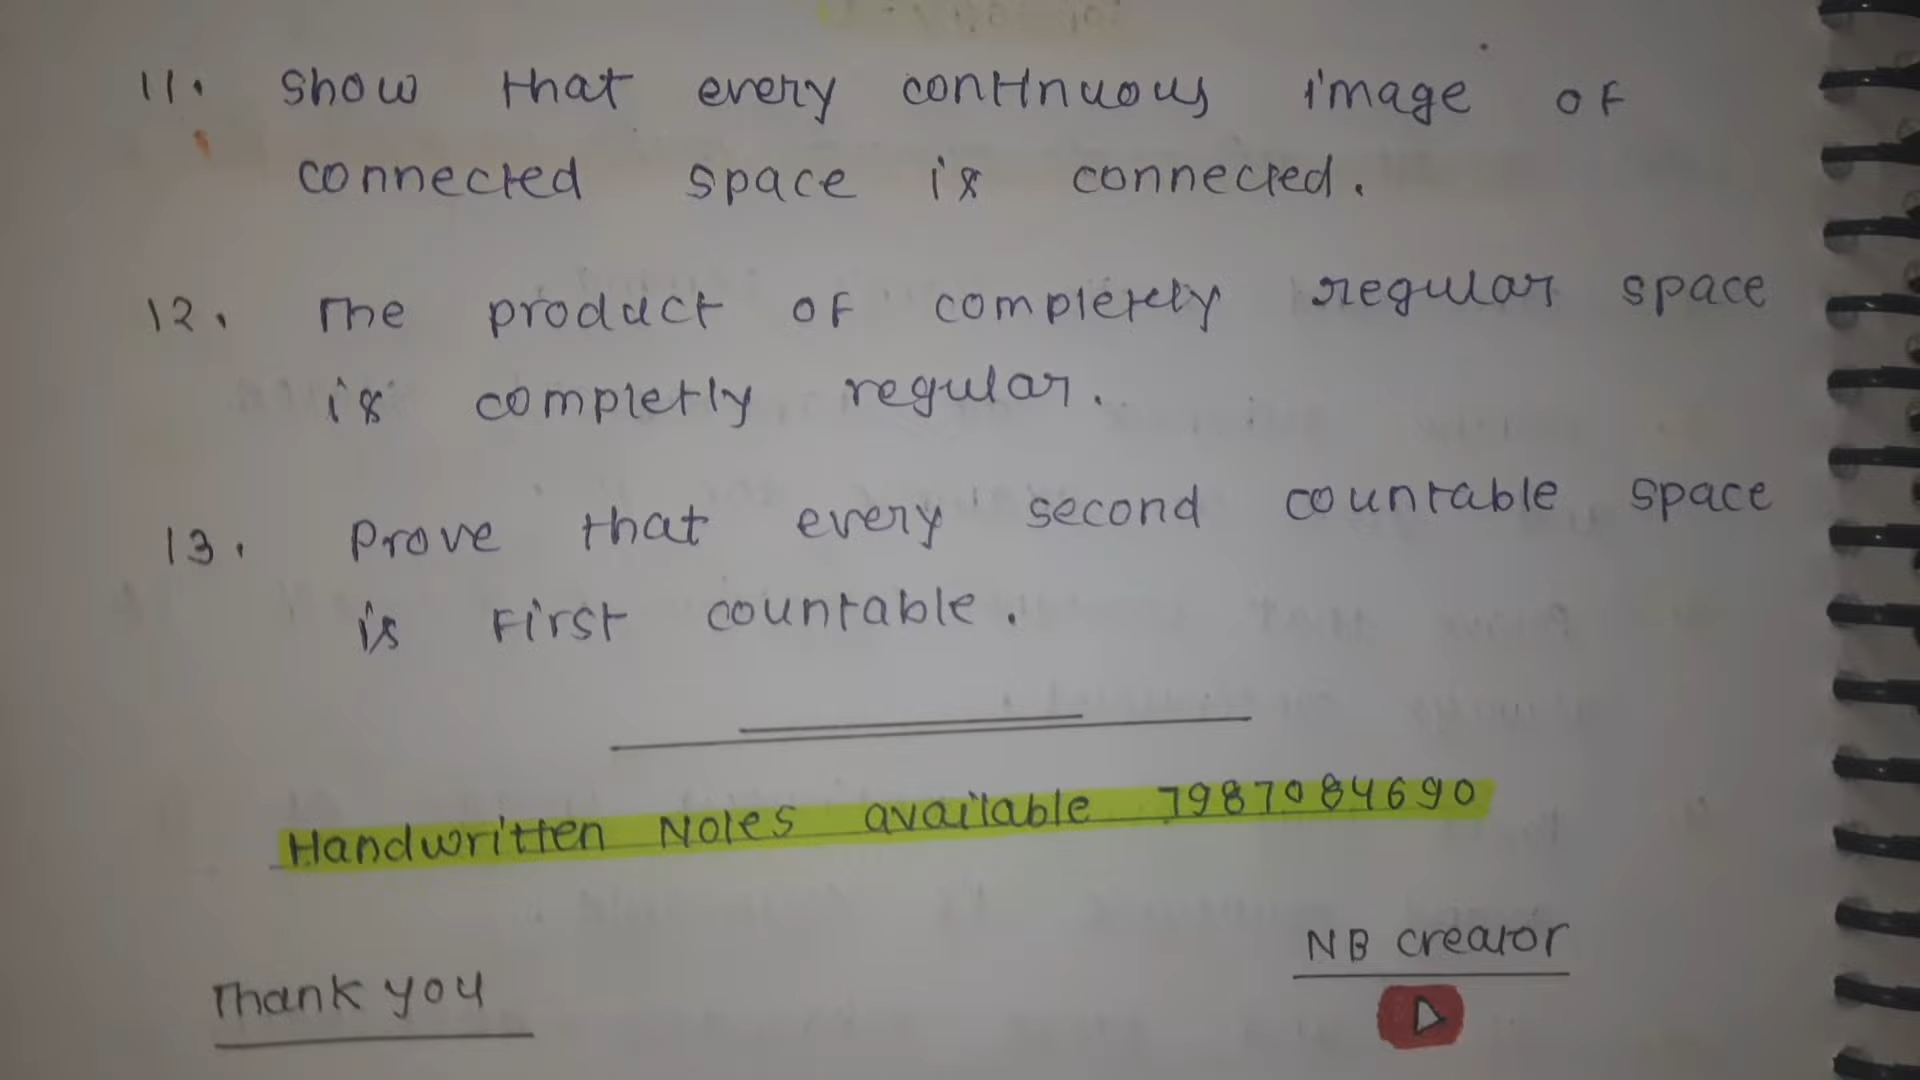 11. Show that every continuous image of
connected space is connected.
12. The product of completely regular space
is completly regular.
13. Prove that every second countable space
is First countable.
Handwritten Notes available 7987084690
NB creator
Thank you